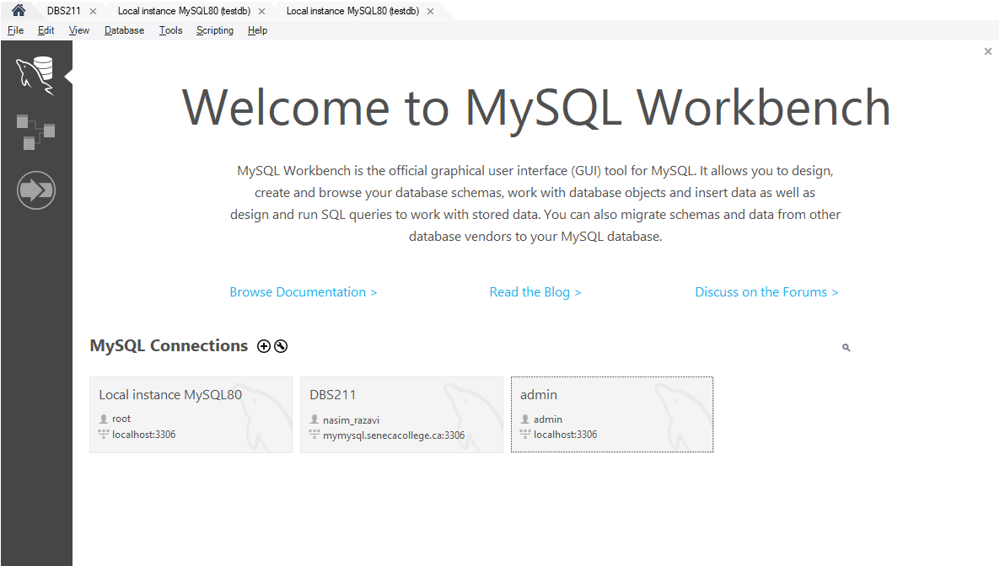 DBS211 Local instance MySQL80 (testdb) Local instance MySQL80 (testdb)
File Edit View Database Tools Scripting Help
Welcome to MySQL Workbench
MySQL Workbench is the official graphical user interface (GUI) tool for MySQL. It allows you to design,
create and browse your database schemas, work with database objects and insert data as well as
design and run SQL queries to work with stored data. You can also migrate schemas and data from other
database vendors to your MySQL database.
Browse Documentation > Read the Blog > Discuss on the Forums >
MySQL Connections
Local instance MySQL80
root
localhost:3306
DBS211
nasim_razavi
mymysql.senecacollege.ca:3306
admin
admin
localhost:3306